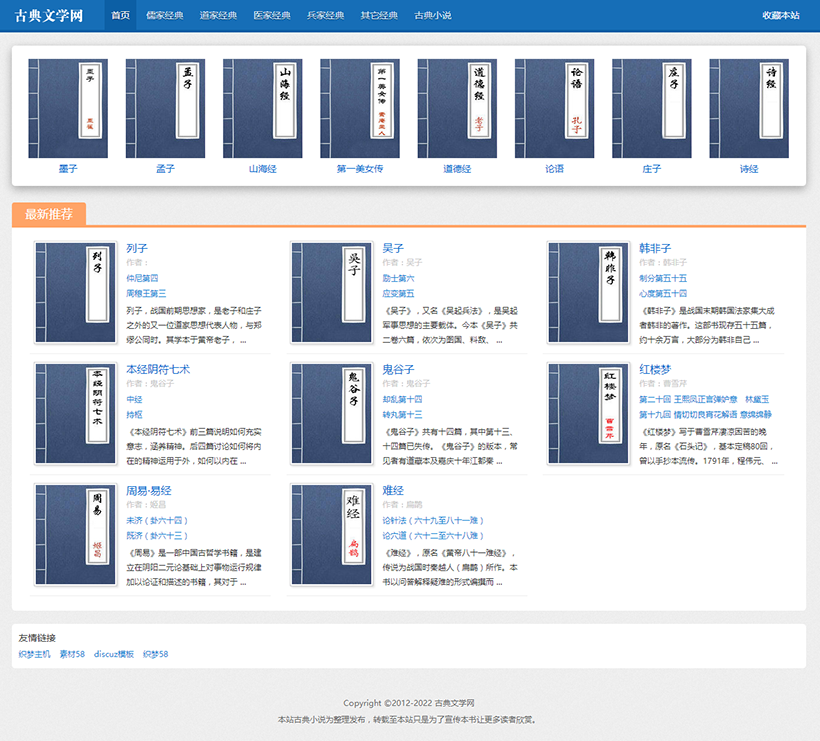 古典文学网 首页 儒家经典 道家经典 医家经典 兵家经典 其它经典 古典小说 收藏本站
墨子 孟子 山海经 第一美女传 道德经 老子 论语 孔子 庄子 诗经
墨子 孟子 山海经 第一美女传 道德经 论语 庄子 诗经
最新推荐
列子
列子
作者：
仲尼第四
周穆王第三
列子，战国前期思想家，是老子和庄子
之外的又一位道家思想代表人物，与郑
缪公同时。其学本于黄帝老子， ...
吴子
吴子
作者：吴子
励士第六
应变第五
《吴子》，又名《吴起兵法》，是吴起
军事思想的主要载体。今本《吴子》共
二卷六篇，依次为图国、料敌、 ...
韩非子
韩非子
作者：韩非子
制分第五十五
心度第五十四
《韩非子》是战国末期韩国法家集大成
者韩非的著作。这部书现存五十五篇，
约十余万言，大部分为韩非自己 ...
本经阴符七术
本经阴符七术
作者：鬼谷子
中经
持枢
《本经阴符七术》前三篇说明如何充实
意志，涵养精神。后四篇讨论如何将内
在的精神运用于外，如何以内在 ...
鬼谷子
鬼谷子
作者：鬼谷子
却乱第十四
转丸第十三
《鬼谷子》共有十四篇，其中第十三、
十四篇已失传。《鬼谷子》的版本，常
见者有道藏本及嘉庆十年江都秦 ...
红楼梦 曹雪芹
红楼梦
作者：曹雪芹
第二十回 王熙凤正言弹妒意 林黛玉
第十九回 情切切良宵花解语 意绵绵静
《红楼梦》写于曹雪芹凄凉困苦的晚
年，原名《石头记》，基本定稿80回，
曾以手抄本流传。1791年，程伟元、 ...
周易 姬昌
周易·易经
作者：姬昌
未济（卦六十四）
既济（卦六十三）
《周易》是一部中国古哲学书籍，是建
立在阴阳二元论基础上对事物运行规律
加以论证和描述的书籍，其对于 ...
难经 扁鹊
难经
作者：扁鹊
论针法（六十九至八十一难）
论穴道（六十二至六十八难）
《难经》，原名《黄帝八十一难经》，
传说为战国时秦越人（扁鹊）所作。本
书以问答解释疑难的形式编撰而 ...
友情链接
织梦主机 素材58 discuz模板 织梦58
Copyright ©2012-2022 古典文学网
本站古典小说为整理发布，转载至本站只是为了宣传本书让更多读者欣赏。